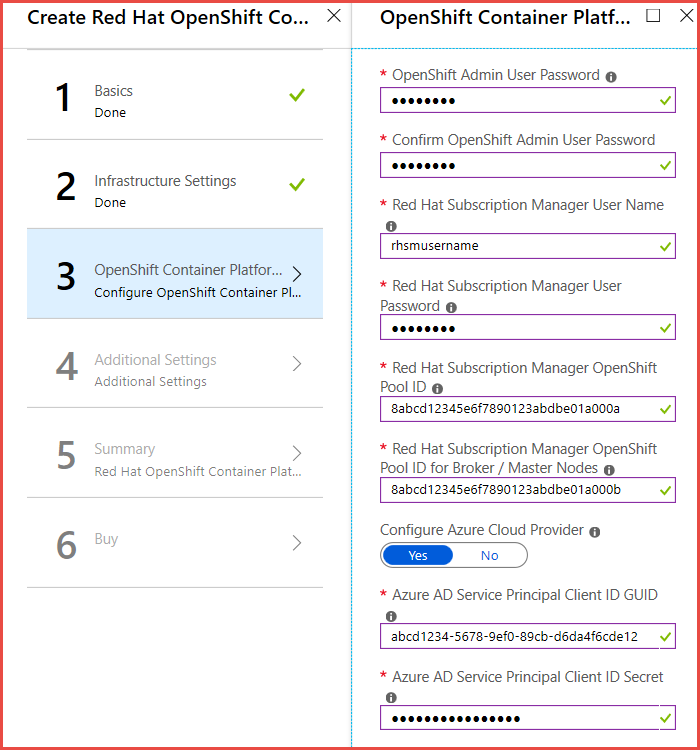 Create Red Hat OpenShift Co...
1
Basics
Done
2
Infrastructure Settings
Done
3
OpenShift Container Platfor...
Configure OpenShift Container Pl...
4
Additional Settings
Additional Settings
5
Summary
Red Hat OpenShift Container Plat...
6
Buy
OpenShift Container Platf...
* OpenShift Admin User Password
••••••••
* Confirm OpenShift Admin User Password
••••••••
* Red Hat Subscription Manager User Name
rhsmusername
* Red Hat Subscription Manager User
Password
••••••••
* Red Hat Subscription Manager OpenShift
Pool ID
8abcd12345e6f7890123abdbe01a000a
* Red Hat Subscription Manager OpenShift
Pool ID for Broker / Master Nodes
8abcd12345e6f7890123abdbe01a000b
Configure Azure Cloud Provider
Yes No
* Azure AD Service Principal Client ID GUID
abcd1234-5678-9ef0-89cb-d6da4f6cde12
* Azure AD Service Principal Client ID Secret
••••••••••••••••